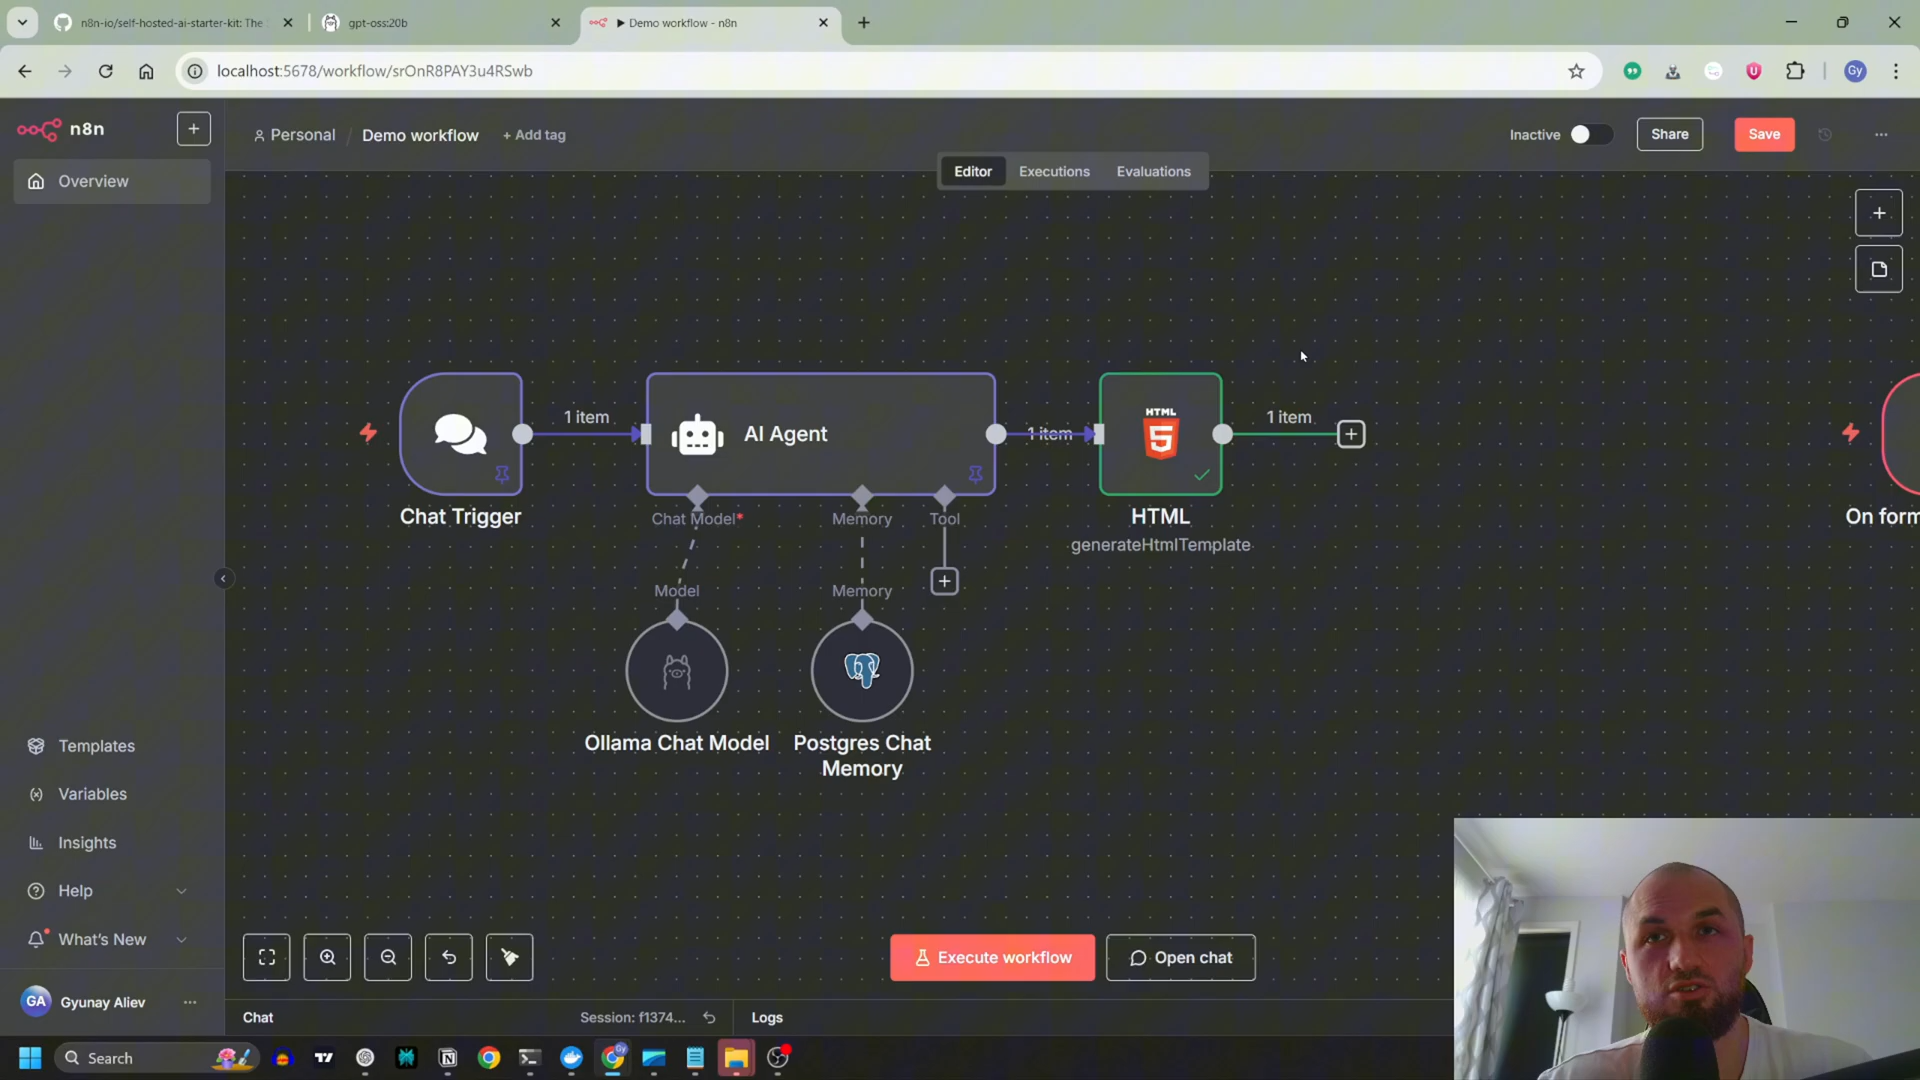 n8n-io/self-hosted-ai-starter-kit: The
gpt-oss:20b
Demo workflow - n8n
localhost:5678/workflow/srOnR8PAY3u4RSwb
Gy
n8n
Personal / Demo workflow + Add tag
Inactive
Share
Save
Editor
Executions
Evaluations
Overview
1 item
AI Agent
1 item
HTML
5
1 item
Chat Trigger
Chat Model*
Memory
Tool
HTML
generateHtmlTemplate
On form
Model
Memory
Ollama Chat Model
Postgres Chat
Memory
Templates
Variables
Insights
Help
What's New
GA
Gyunay Aliev
Execute workflow
Open chat
Chat
Session: f1374...
Logs
Search